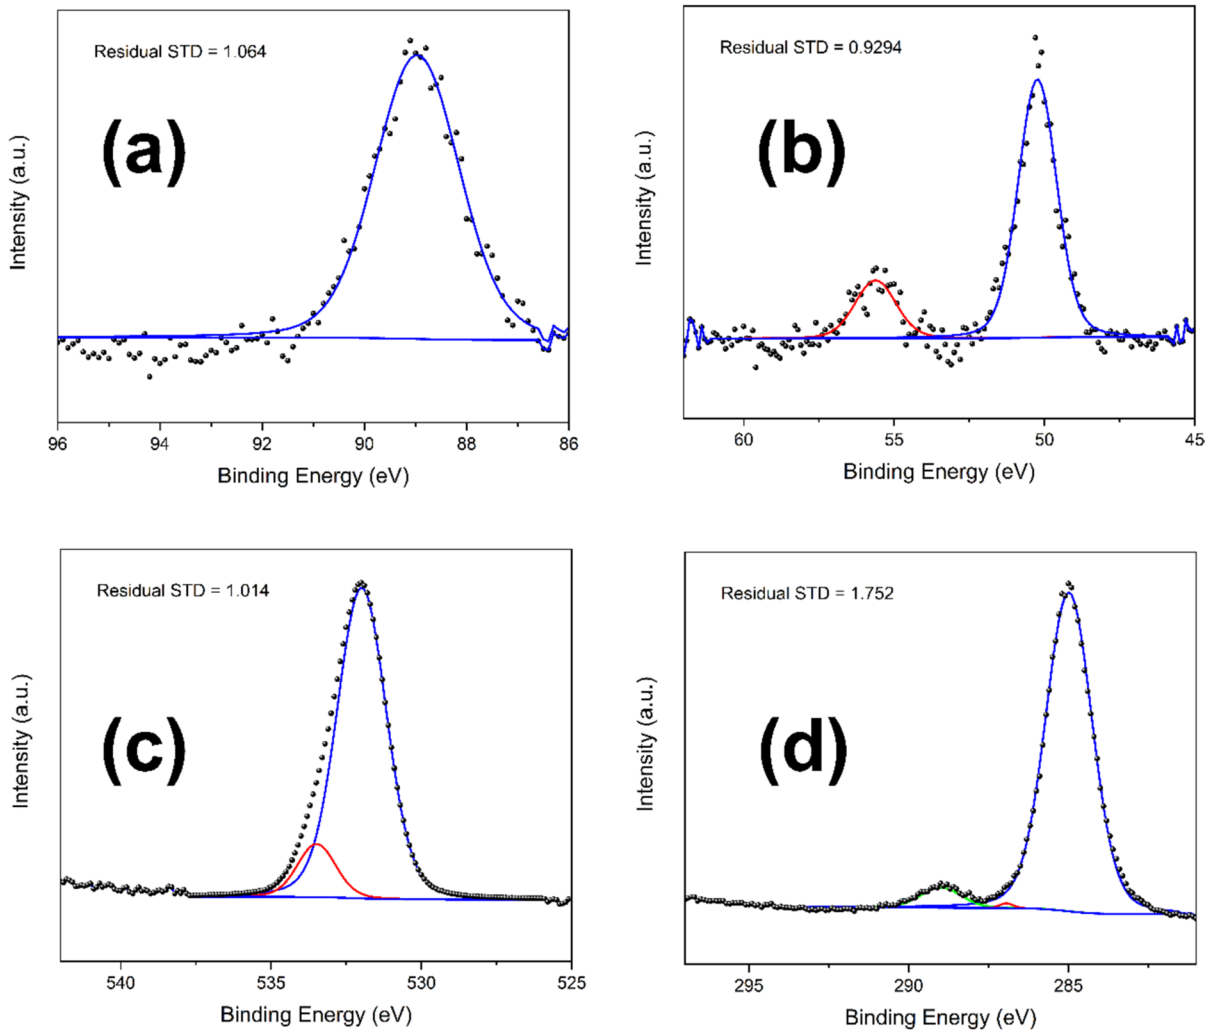 Residual STD = 1.064
(a)
Intensity (a.u.)
96 94 92 90 88 86
Binding Energy (eV)
Residual STD = 0.9294
(b)
Intensity (a.u.)
60 55 50 45
Binding Energy (eV)
Residual STD = 1.014
(c)
Intensity (a.u.)
540 535 530 525
Binding Energy (eV)
Residual STD = 1.752
(d)
Intensity (a.u.)
295 290 285
Binding Energy (eV)